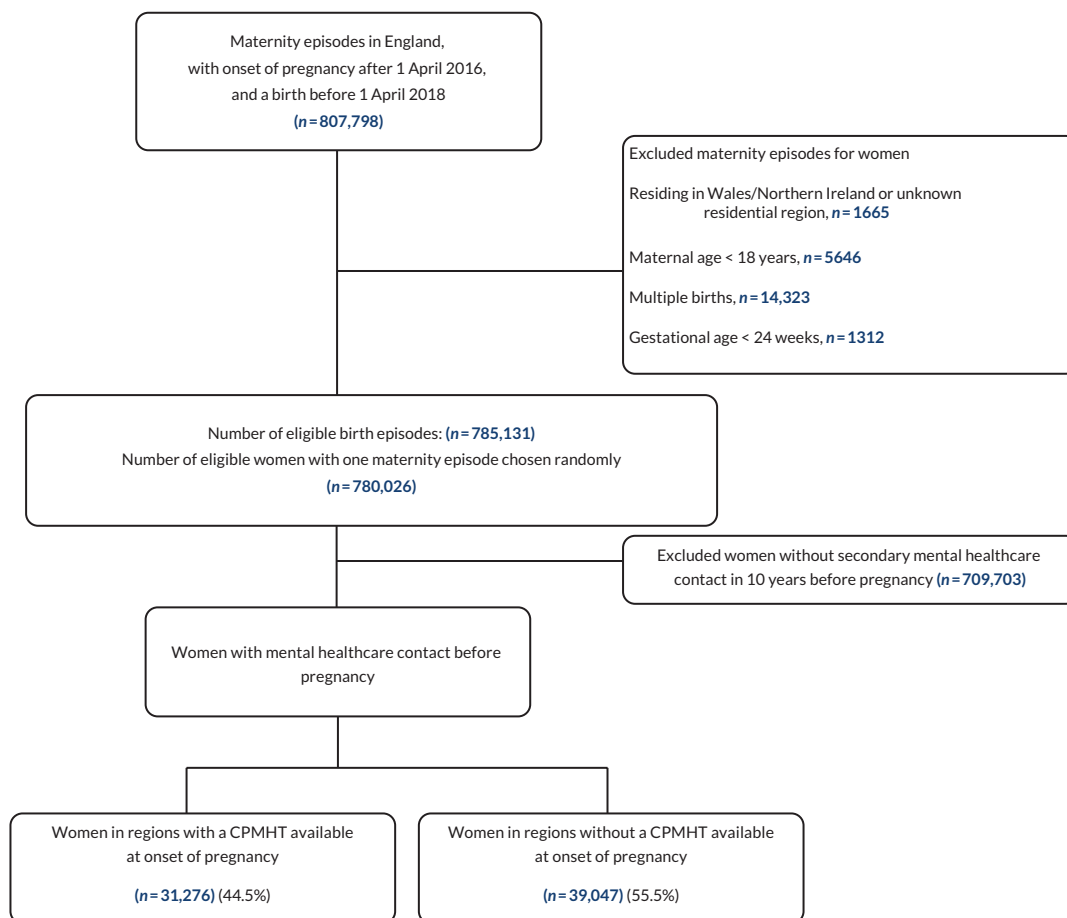 Maternity episodes in England,
with onset of pregnancy after 1 April 2016,
and a birth before 1 April 2018
(n=807,798)
Excluded maternity episodes for women
Residing in Wales/Northern Ireland or unknown
residential region, n=1665
Maternal age < 18 years, n=5646
Multiple births, n=14,323
Gestational age < 24 weeks, n=1312
Number of eligible birth episodes: (n=785,131)
Number of eligible women with one maternity episode chosen randomly
(n=780,026)
Excluded women without secondary mental healthcare
contact in 10 years before pregnancy (n=709,703)
Women with mental healthcare contact before
pregnancy
Women in regions with a CPMHT available
at onset of pregnancy
(n=31,276) (44.5%)
Women in regions without a CPMHT available
at onset of pregnancy
(n=39,047) (55.5%)